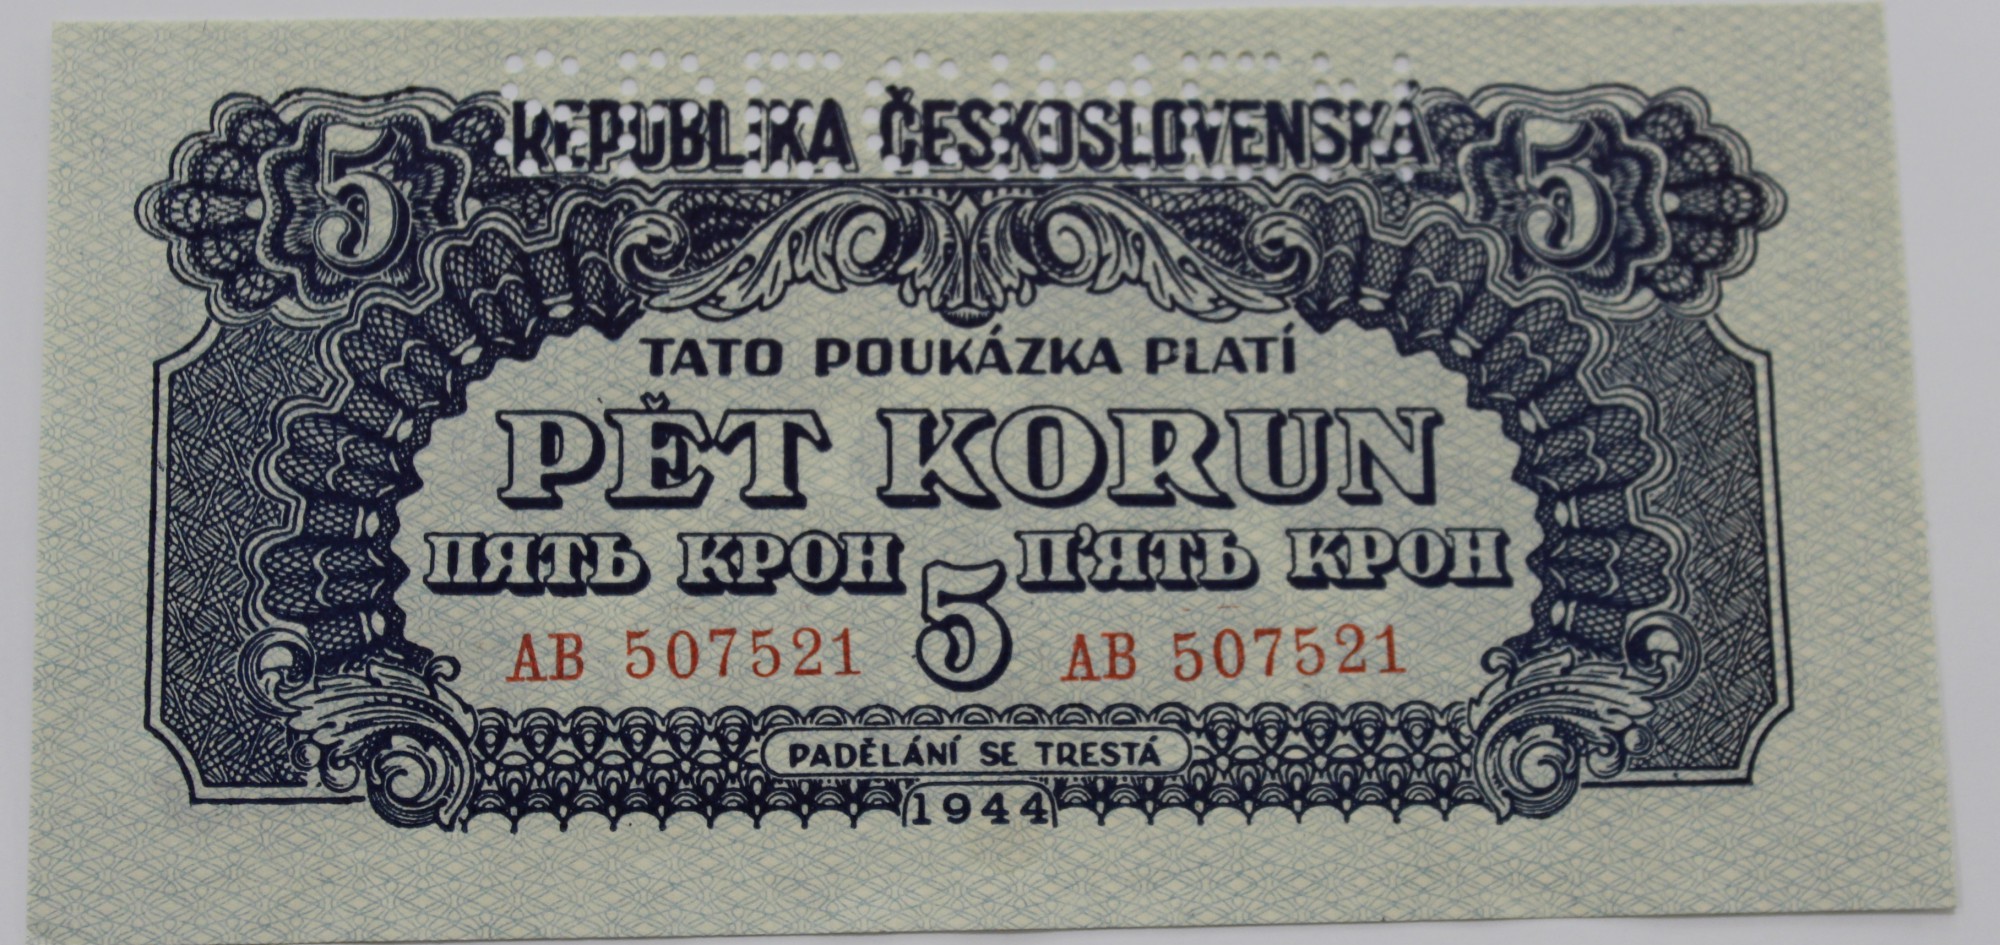 SPECIMEN
5 REPUBLIKA ČESKOSLOVENSKÁ 5
TATO POUKÁZKA PLATÍ
PĚT KORUN
ПЯТЬ КРОН 5 П'ЯТЬ КРОН
AB 507521 AB 507521
PADĚLÁNÍ SE TRESTÁ
1944